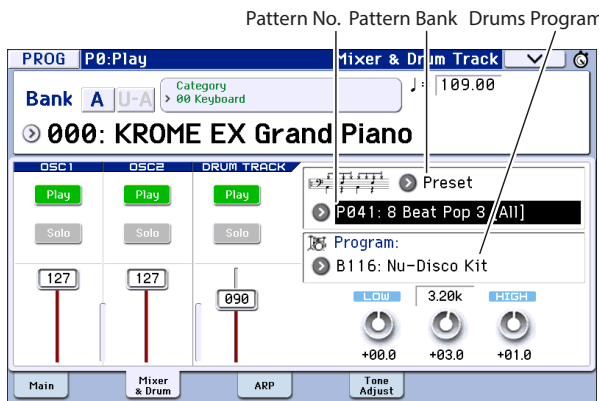 Pattern No. Pattern Bank Drums Program
PROG P0:Play Mixer & Drum Track
Bank A U-A Category
00 Keyboard
♩: 109.00
000: KROME EX Grand Piano
OSC1 OSC2 DRUM TRACK
Play Play Play
Solo Solo Solo
Preset
P041: 8 Beat Pop 3 [All]
Program:
B116: Nu-Disco Kit
127 127 090
LOW 3.20k HIGH
+00.0 +03.0 +01.0
Main Mixer & Drum ARP Tone Adjust